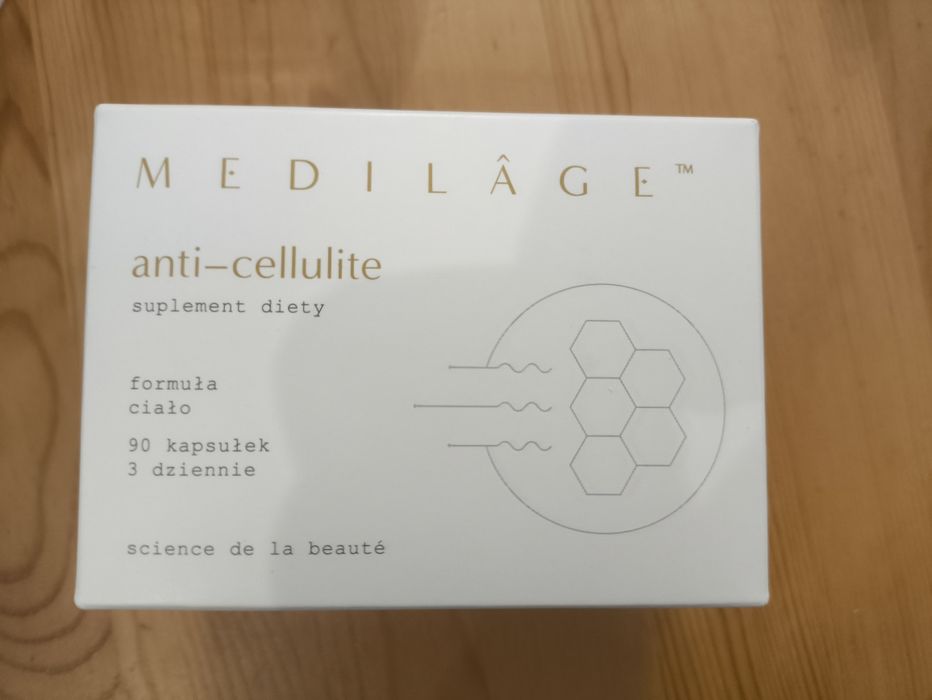 MEDILÂGE™
anti-cellulite
suplement diety
formuła
ciało
90 kapsułek
3 dziennie
science de la beauté